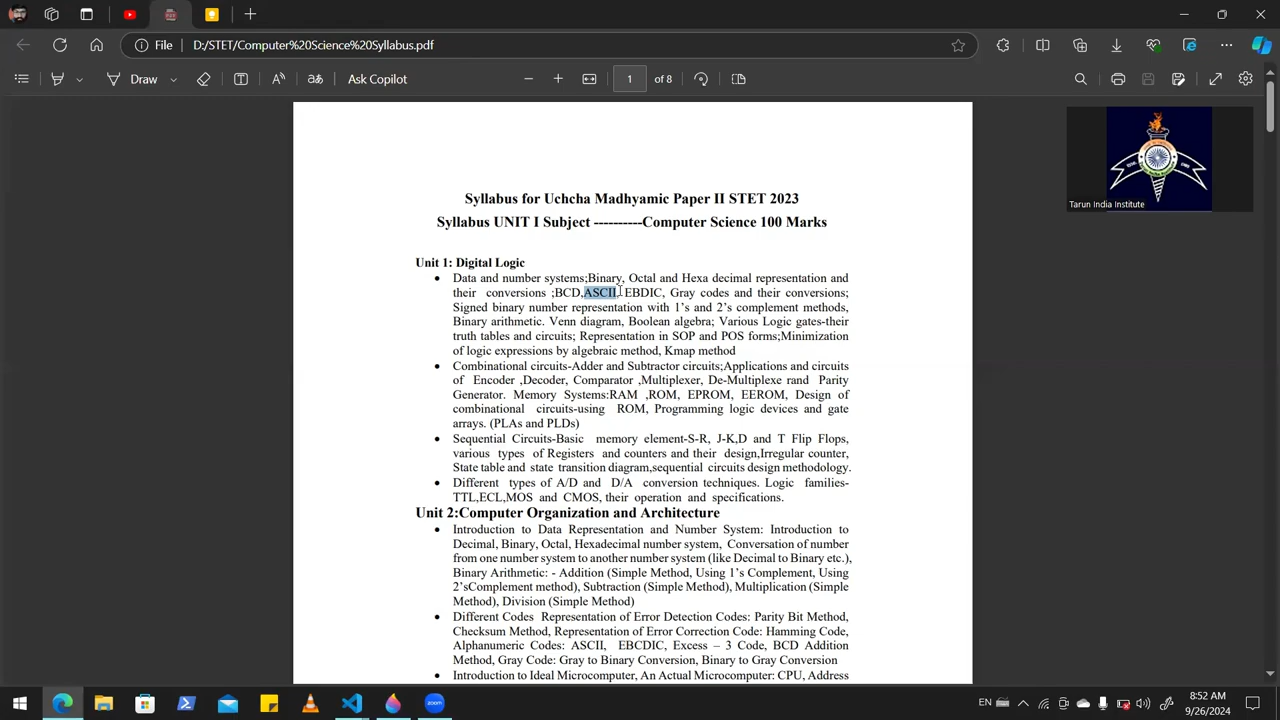 File
D:/STET/Computer%20Science%20Syllabus.pdf
Draw
Ask Copilot
1 of 8
Tarun India Institute
Syllabus for Uchcha Madhyamic Paper II STET 2023
Syllabus UNIT I Subject ----------Computer Science 100 Marks
Unit 1: Digital Logic
• Data and number systems;Binary, Octal and Hexa decimal representation and
their conversions ;BCD,ASCII, EBDIC, Gray codes and their conversions;
Signed binary number representation with 1's and 2's complement methods,
Binary arithmetic. Venn diagram, Boolean algebra; Various Logic gates-their
truth tables and circuits; Representation in SOP and POS forms;Minimization
of logic expressions by algebraic method, Kmap method
• Combinational circuits-Adder and Subtractor circuits;Applications and circuits
of Encoder ,Decoder, Comparator ,Multiplexer, De-Multiplexe rand Parity
Generator. Memory Systems:RAM ,ROM, EPROM, EEROM, Design of
combinational circuits-using ROM, Programming logic devices and gate
arrays. (PLAs and PLDs)
• Sequential Circuits-Basic memory element-S-R, J-K,D and T Flip Flops,
various types of Registers and counters and their design,Irregular counter,
State table and state transition diagram,sequential circuits design methodology.
• Different types of A/D and D/A conversion techniques. Logic families-
TTL,ECL,MOS and CMOS, their operation and specifications.
Unit 2:Computer Organization and Architecture
• Introduction to Data Representation and Number System: Introduction to
Decimal, Binary, Octal, Hexadecimal number system, Conversation of number
from one number system to another number system (like Decimal to Binary etc.),
Binary Arithmetic: - Addition (Simple Method, Using 1's Complement, Using
2'sComplement method), Subtraction (Simple Method), Multiplication (Simple
Method), Division (Simple Method)
• Different Codes Representation of Error Detection Codes: Parity Bit Method,
Checksum Method, Representation of Error Correction Code: Hamming Code,
Alphanumeric Codes: ASCII, EBCDIC, Excess – 3 Code, BCD Addition
Method, Gray Code: Gray to Binary Conversion, Binary to Gray Conversion
• Introduction to Ideal Microcomputer, An Actual Microcomputer: CPU, Address
zoom
ENG
8:52 AM
9/26/2024